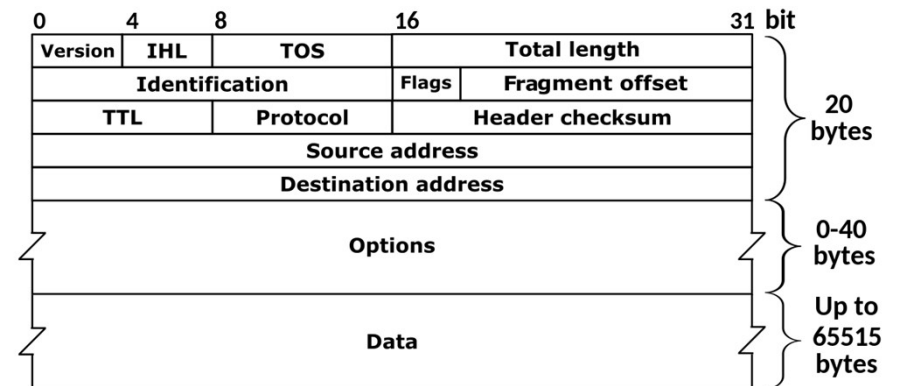 0 4 8 16 31 bit
Version IHL TOS Total length
Identification Flags Fragment offset
TTL Protocol Header checksum
Source address
Destination address
20
bytes
Options
0-40
bytes
Data
Up to
65515
bytes